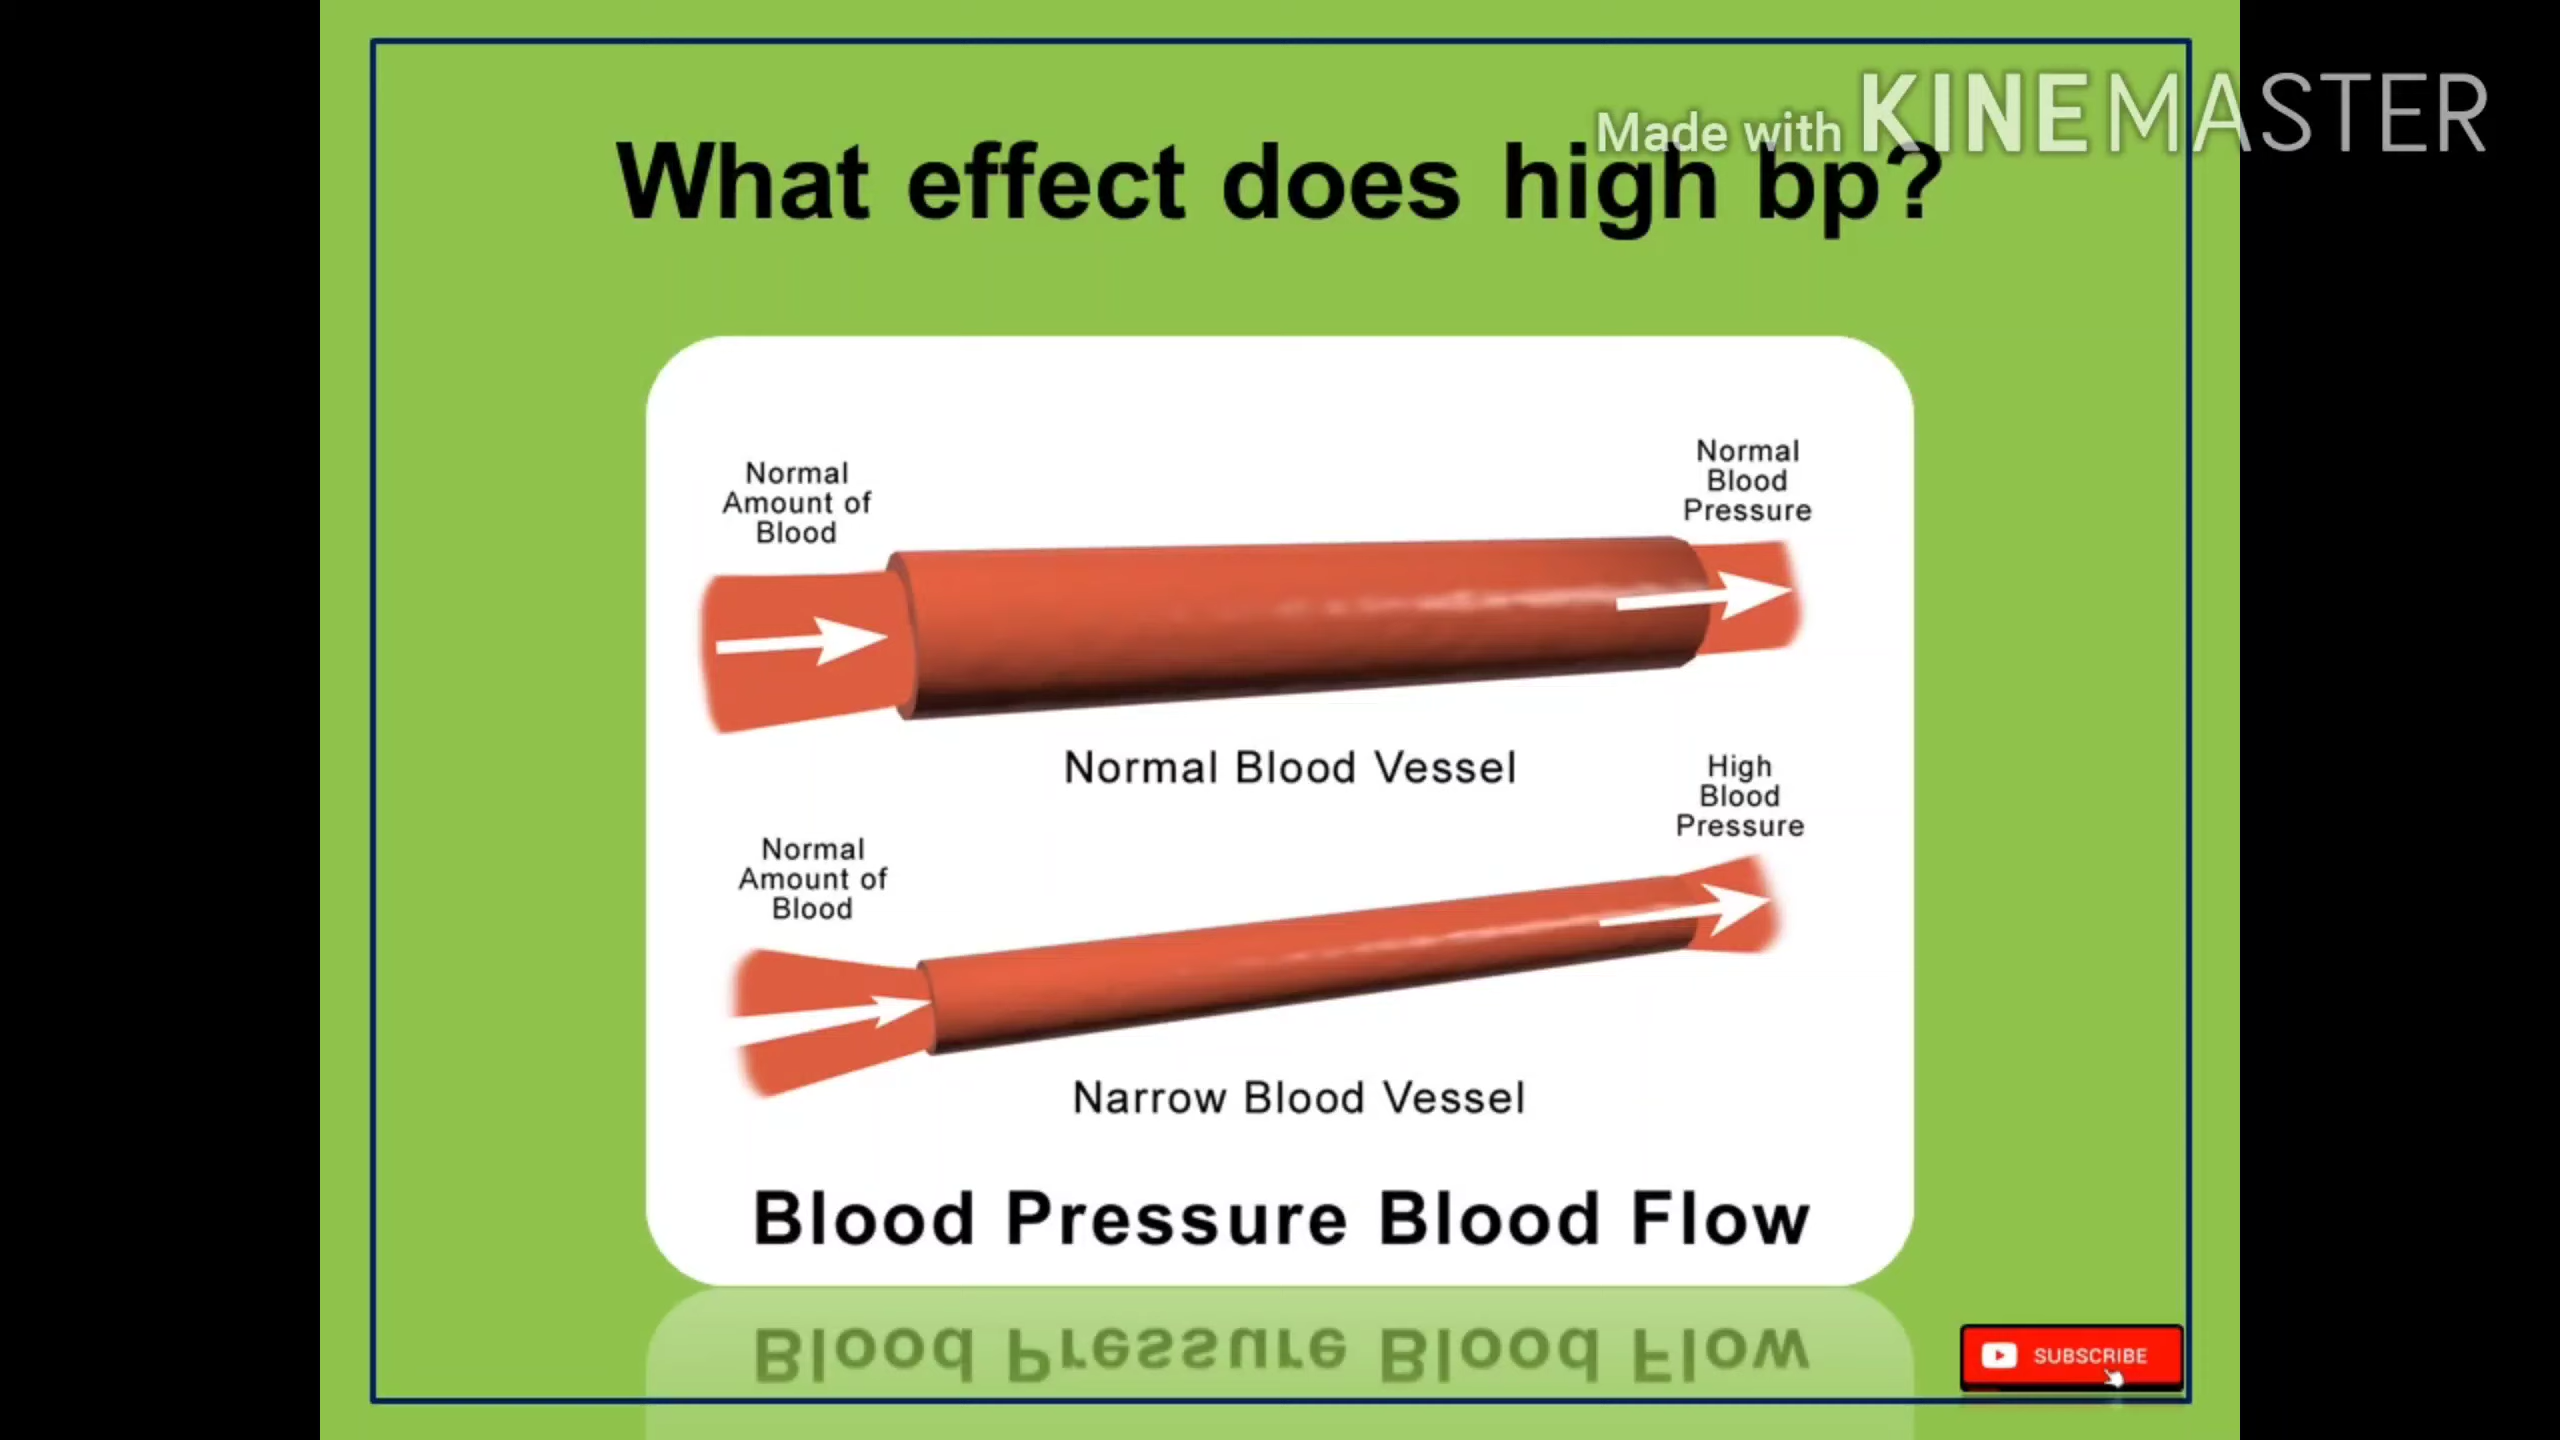 Made with KINEMASTER
What effect does high bp?
Normal
Amount of
Blood
Normal
Blood
Pressure
Normal Blood Vessel
High
Blood
Pressure
Normal
Amount of
Blood
Narrow Blood Vessel
Blood Pressure Blood Flow
Blood Pressure Blood Flow
SUBSCRIBE